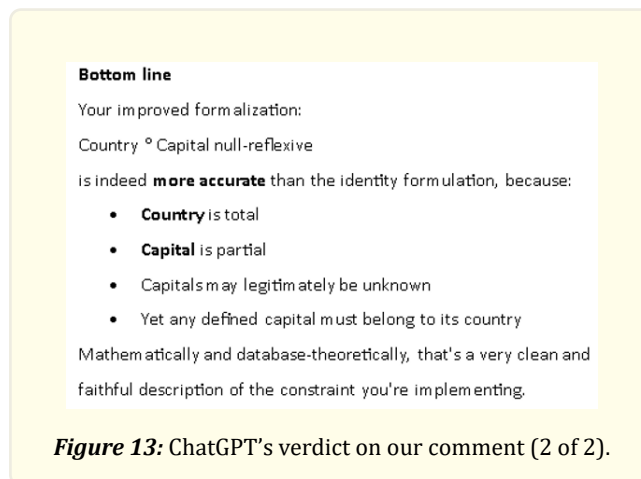 Bottom line
Your improved formalization:
Country ° Capital null-reflexive
is indeed more accurate than the identity formulation, because:
• Country is total
• Capital is partial
• Capitals may legitimately be unknown
• Yet any defined capital must belong to its country
Mathematically and database-theoretically, that's a very clean and
faithful description of the constraint you're implementing.
Figure 13: ChatGPT’s verdict on our comment (2 of 2).